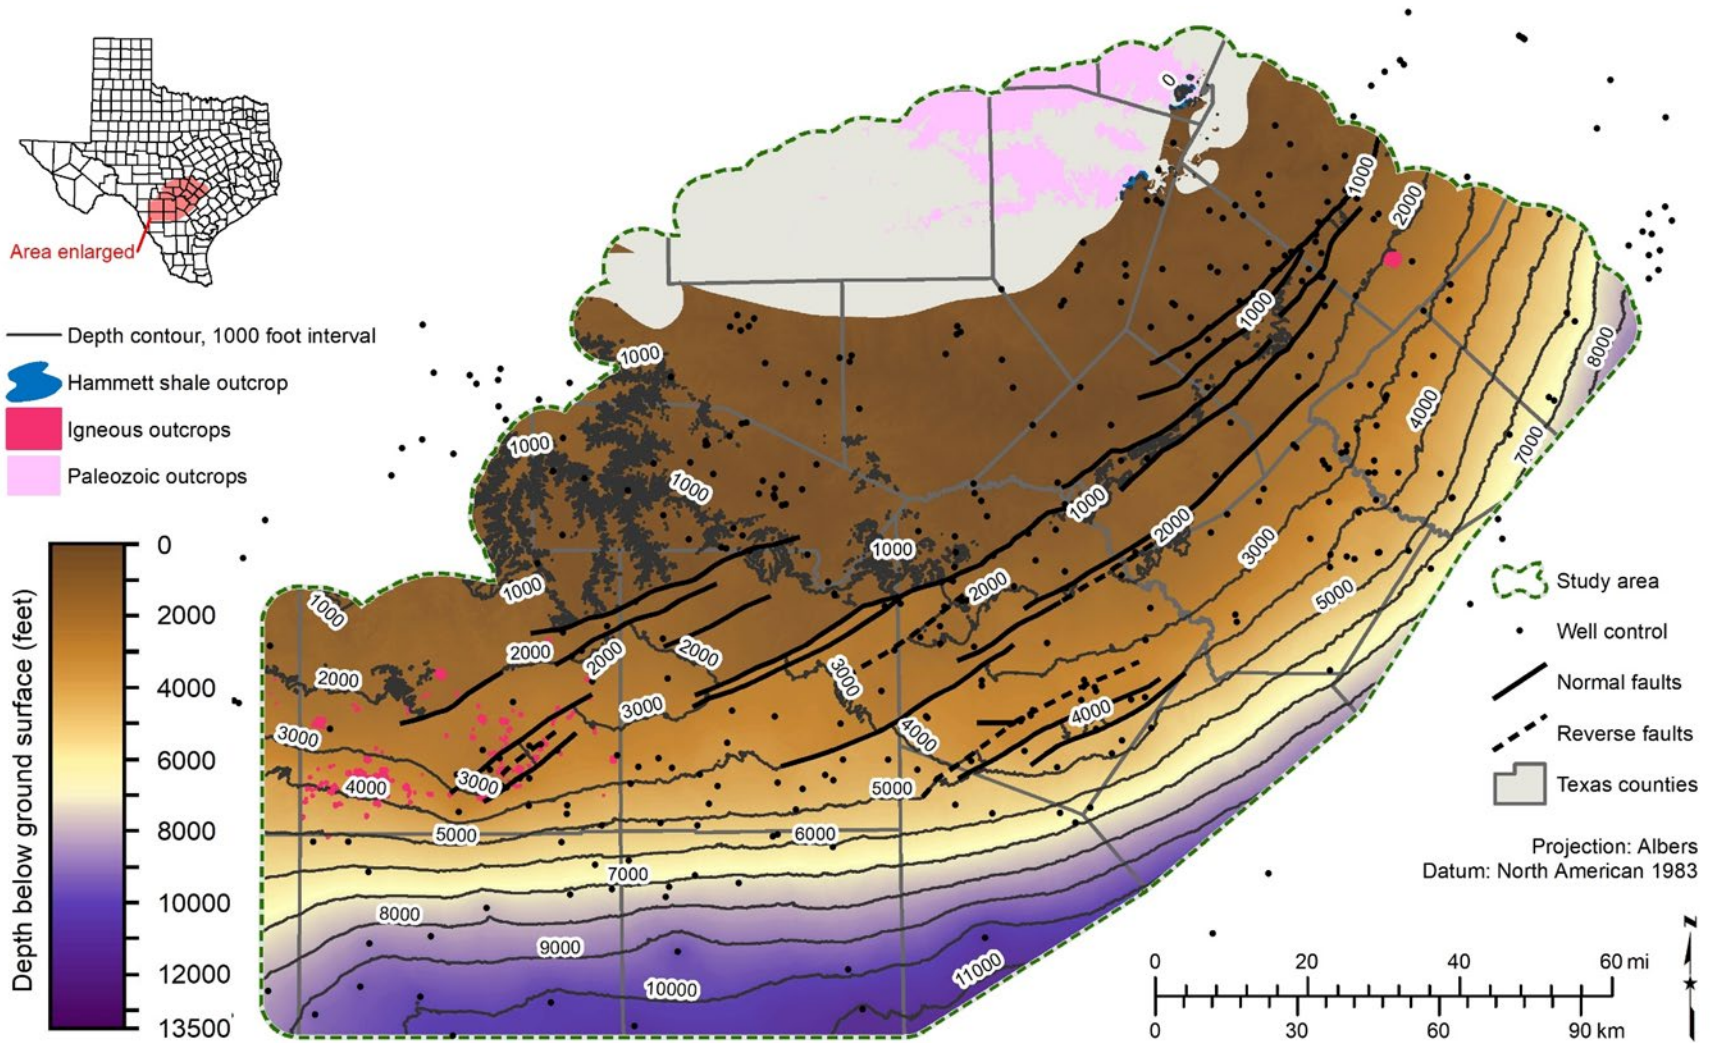 Area enlarged
Depth contour, 1000 foot interval
Hammett shale outcrop
Igneous outcrops
Paleozoic outcrops
Depth below ground surface (feet)
0
2000
4000
6000
8000
10000
12000
13500
0
1000
2000
1000
8000
1000
4000
1000
7000
1000
1000
2000
3000
1000
1000
2000
5000
1000
2000
2000
2000
2000
3000
3000
4000
3000
4000
4000
3000
5000
5000
6000
7000
8000
9000
10000
11000
Study area
Well control
Normal faults
Reverse faults
Texas counties
Projection: Albers
Datum: North American 1983
0 20 40 60 mi
0 30 60 90 km
N